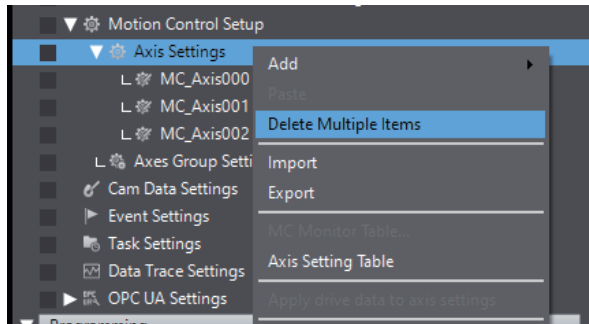 Motion Control Setup
Axis Settings
MC_Axis000
MC_Axis001
MC_Axis002
Axes Group Setti
Cam Data Settings
Event Settings
Task Settings
Data Trace Settings
OPC UA Settings
Add
Paste
Delete Multiple Items
Import
Export
MC Monitor Table...
Axis Setting Table
Apply drive data to axis settings